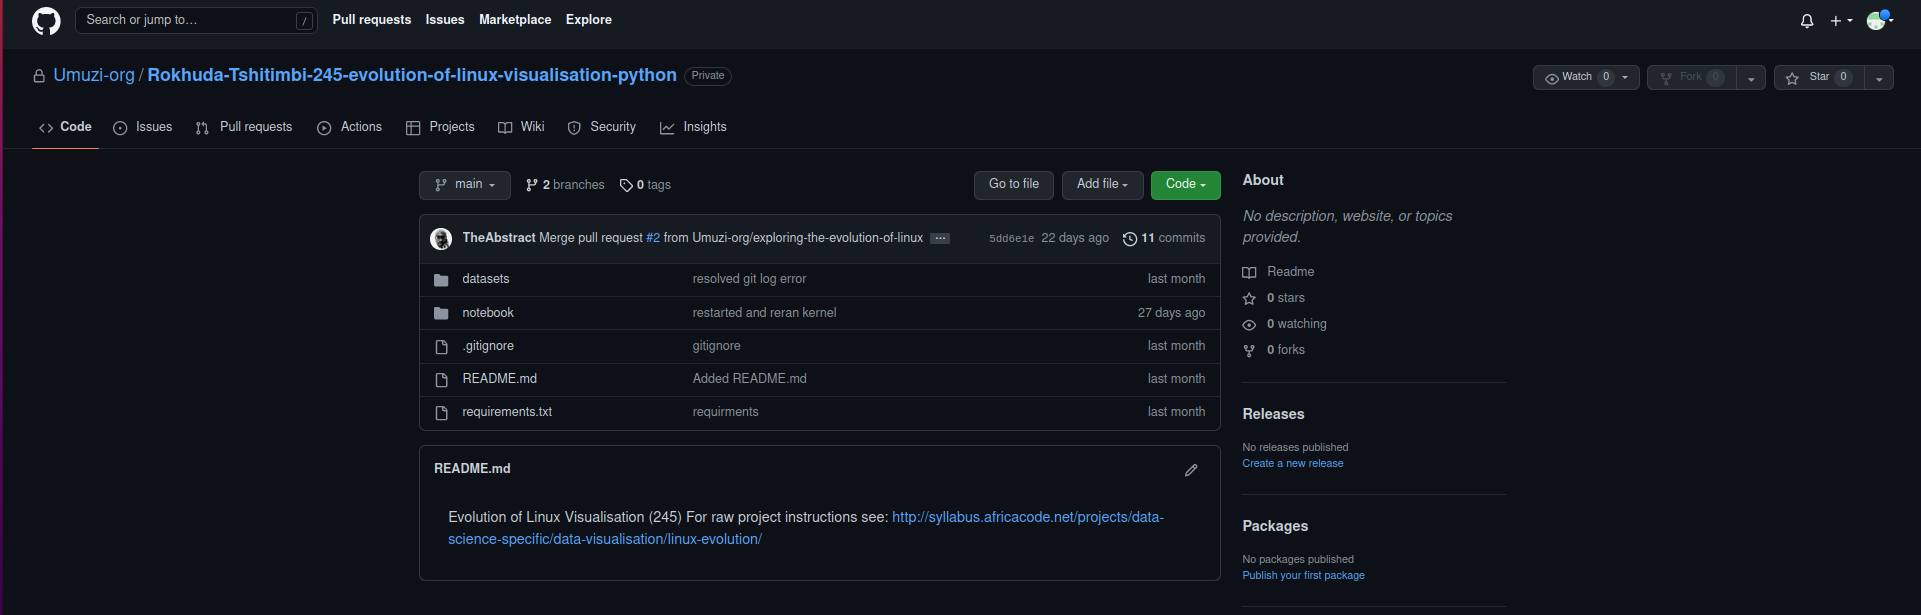 Search or jump to... /
Pull requests Issues Marketplace Explore
Umuzi-org / Rokhuda-Tshitimbi-245-evolution-of-linux-visualisation-python Private
Watch 0 Fork 0 Star 0
Code Issues Pull requests Actions Projects Wiki Security Insights
main 2 branches 0 tags Go to file Add file Code
TheAbstract Merge pull request #2 from Umuzi-org/exploring-the-evolution-of-linux ... 5dd6e1e 22 days ago 11 commits
datasets resolved git log error last month
notebook restarted and reran kernel 27 days ago
.gitignore gitignore last month
README.md Added README.md last month
requirements.txt requirments last month
README.md
Evolution of Linux Visualisation (245) For raw project instructions see: http://syllabus.africacode.net/projects/data-
science-specific/data-visualisation/linux-evolution/
About
No description, website, or topics
provided.
Readme
0 stars
0 watching
0 forks
Releases
No releases published
Create a new release
Packages
No packages published
Publish your first package